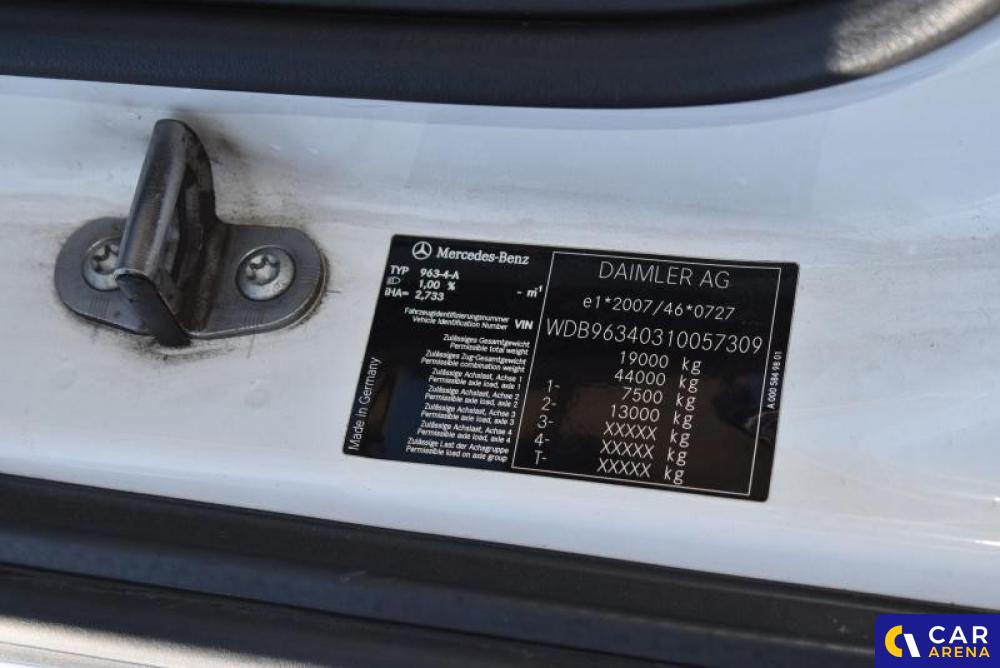 Mercedes-Benz
TYP 963-4-A
1,00 % - m⁻¹
iHA= 2,733
Fahrzeugidentifizierungsnummer
Vehicle Identification Number VIN
Zulässiges Gesamtgewicht
Permissible total weight
Zulässiges Zug-Gesamtgewicht
Permissible combination weight
Zulässige Achslast, Achse 1
Permissible axle load, axle 1
Zulässige Achslast, Achse 2
Permissible axle load, axle 2
Zulässige Achslast, Achse 3
Permissible axle load, axle 3
Zulässige Achslast, Achse 4
Permissible axle load, axle 4
Zulässige Last der Achsgruppe
Permissible load on axle group
Made in Germany
DAIMLER AG
e1*2007/46*0727
WDB96340310057309
19000 kg
44000 kg
1- 7500 kg
2- 13000 kg
3- XXXXX kg
4- XXXXX kg
T- XXXXX kg
A 000 584 98 01
CAR
ARENA